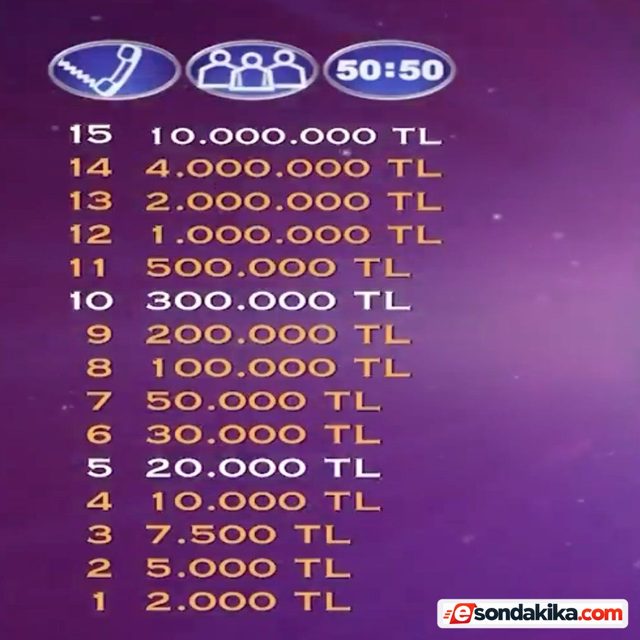 50:50
15 10.000.000 TL
14 4.000.000 TL
13 2.000.000 TL
12 1.000.000 TL
11 500.000 TL
10 300.000 TL
9 200.000 TL
8 100.000 TL
7 50.000 TL
6 30.000 TL
5 20.000 TL
4 10.000 TL
3 7.500 TL
2 5.000 TL
1 2.000 TL
esondakika.com